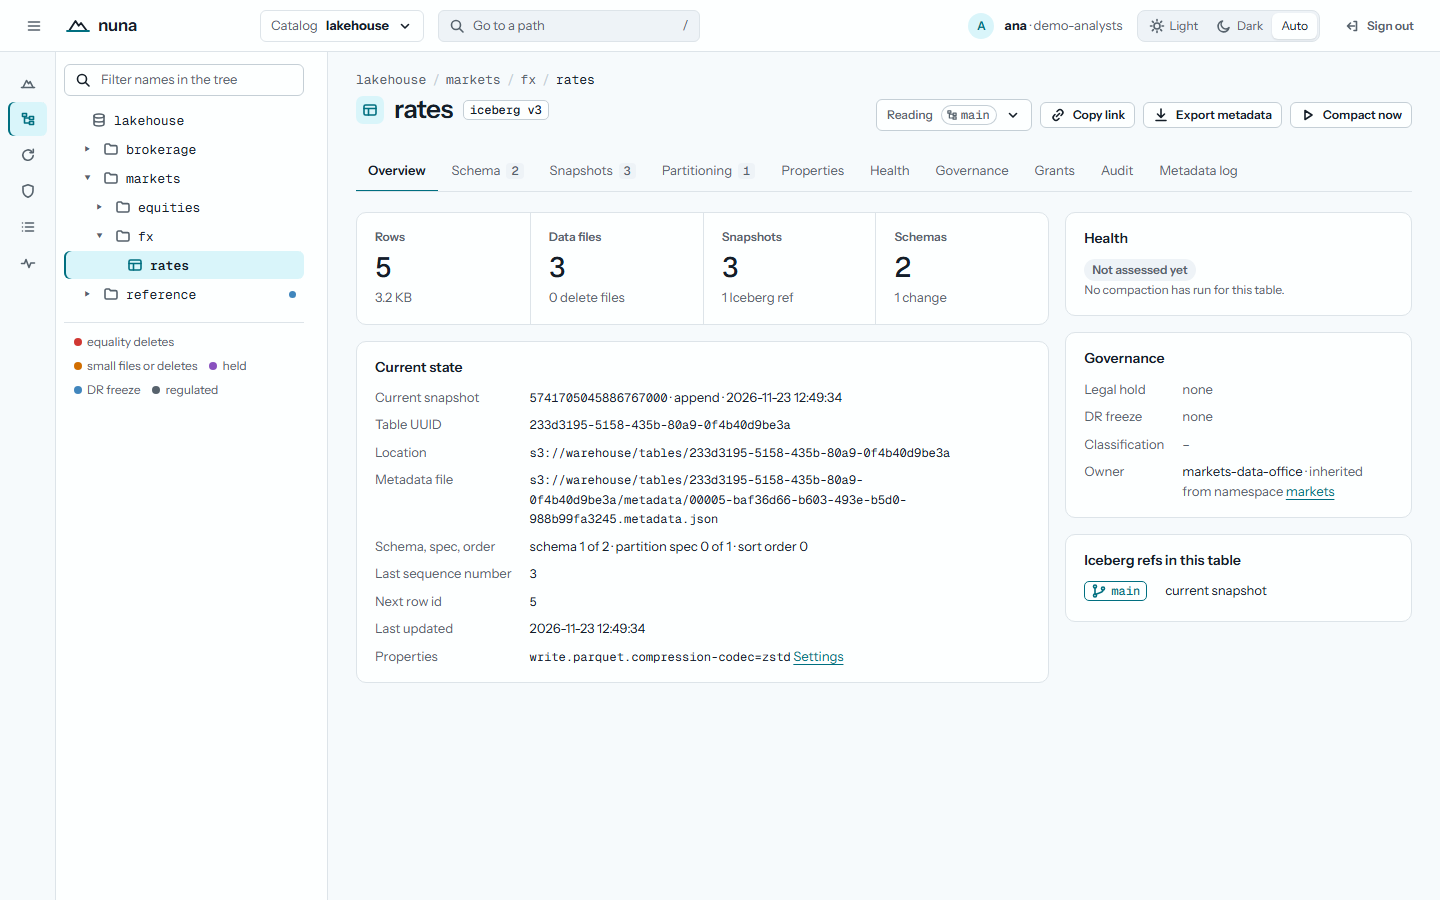 nuna
Catalog lakehouse
Go to a path /
A ana · demo-analysts
Light Dark Auto
Sign out
Filter names in the tree
lakehouse
brokerage
markets
equities
fx
rates
reference
equality deletes
small files or deletes held
DR freeze regulated
lakehouse / markets / fx / rates
rates iceberg v3
Reading main
Copy link
Export metadata
Compact now
Overview Schema 2 Snapshots 3 Partitioning 1 Properties Health Governance Grants Audit Metadata log
Rows
5
3.2 KB
Data files
3
0 delete files
Snapshots
3
1 Iceberg ref
Schemas
2
1 change
Current state
Current snapshot 5741705045886767000 · append · 2026-11-23 12:49:34
Table UUID 233d3195-5158-435b-80a9-0f4b40d9be3a
Location s3://warehouse/tables/233d3195-5158-435b-80a9-0f4b40d9be3a
Metadata file s3://warehouse/tables/233d3195-5158-435b-80a9-
0f4b40d9be3a/metadata/00005-baf36d66-b603-493e-b5d0-
988b99fa3245.metadata.json
Schema, spec, order schema 1 of 2 · partition spec 0 of 1 · sort order 0
Last sequence number 3
Next row id 5
Last updated 2026-11-23 12:49:34
Properties write.parquet.compression-codec=zstd Settings
Health
Not assessed yet
No compaction has run for this table.
Governance
Legal hold none
DR freeze none
Classification –
Owner markets-data-office · inherited
from namespace markets
Iceberg refs in this table
main current snapshot